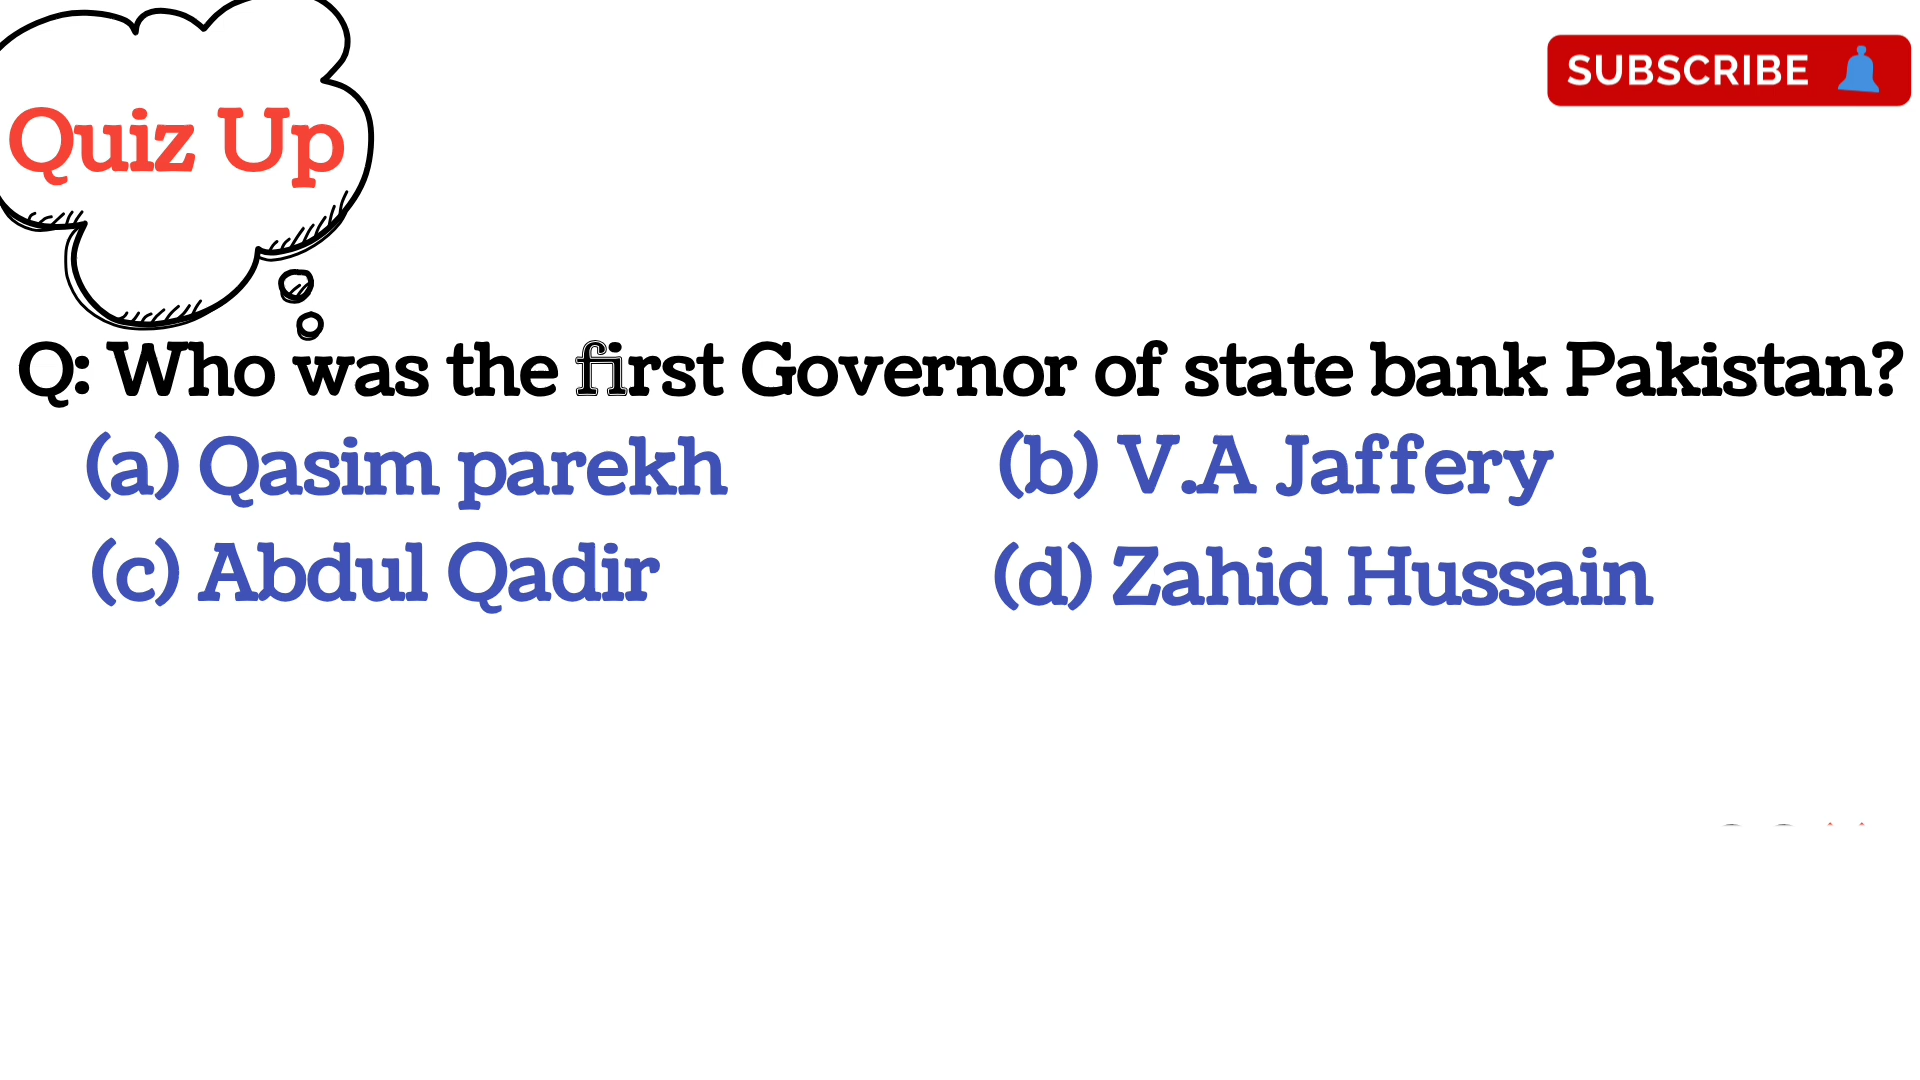 SUBSCRIBE
Quiz Up
Q: Who was the first Governor of state bank Pakistan?
(a) Qasim parekh
(b) V.A Jaffery
(c) Abdul Qadir
(d) Zahid Hussain